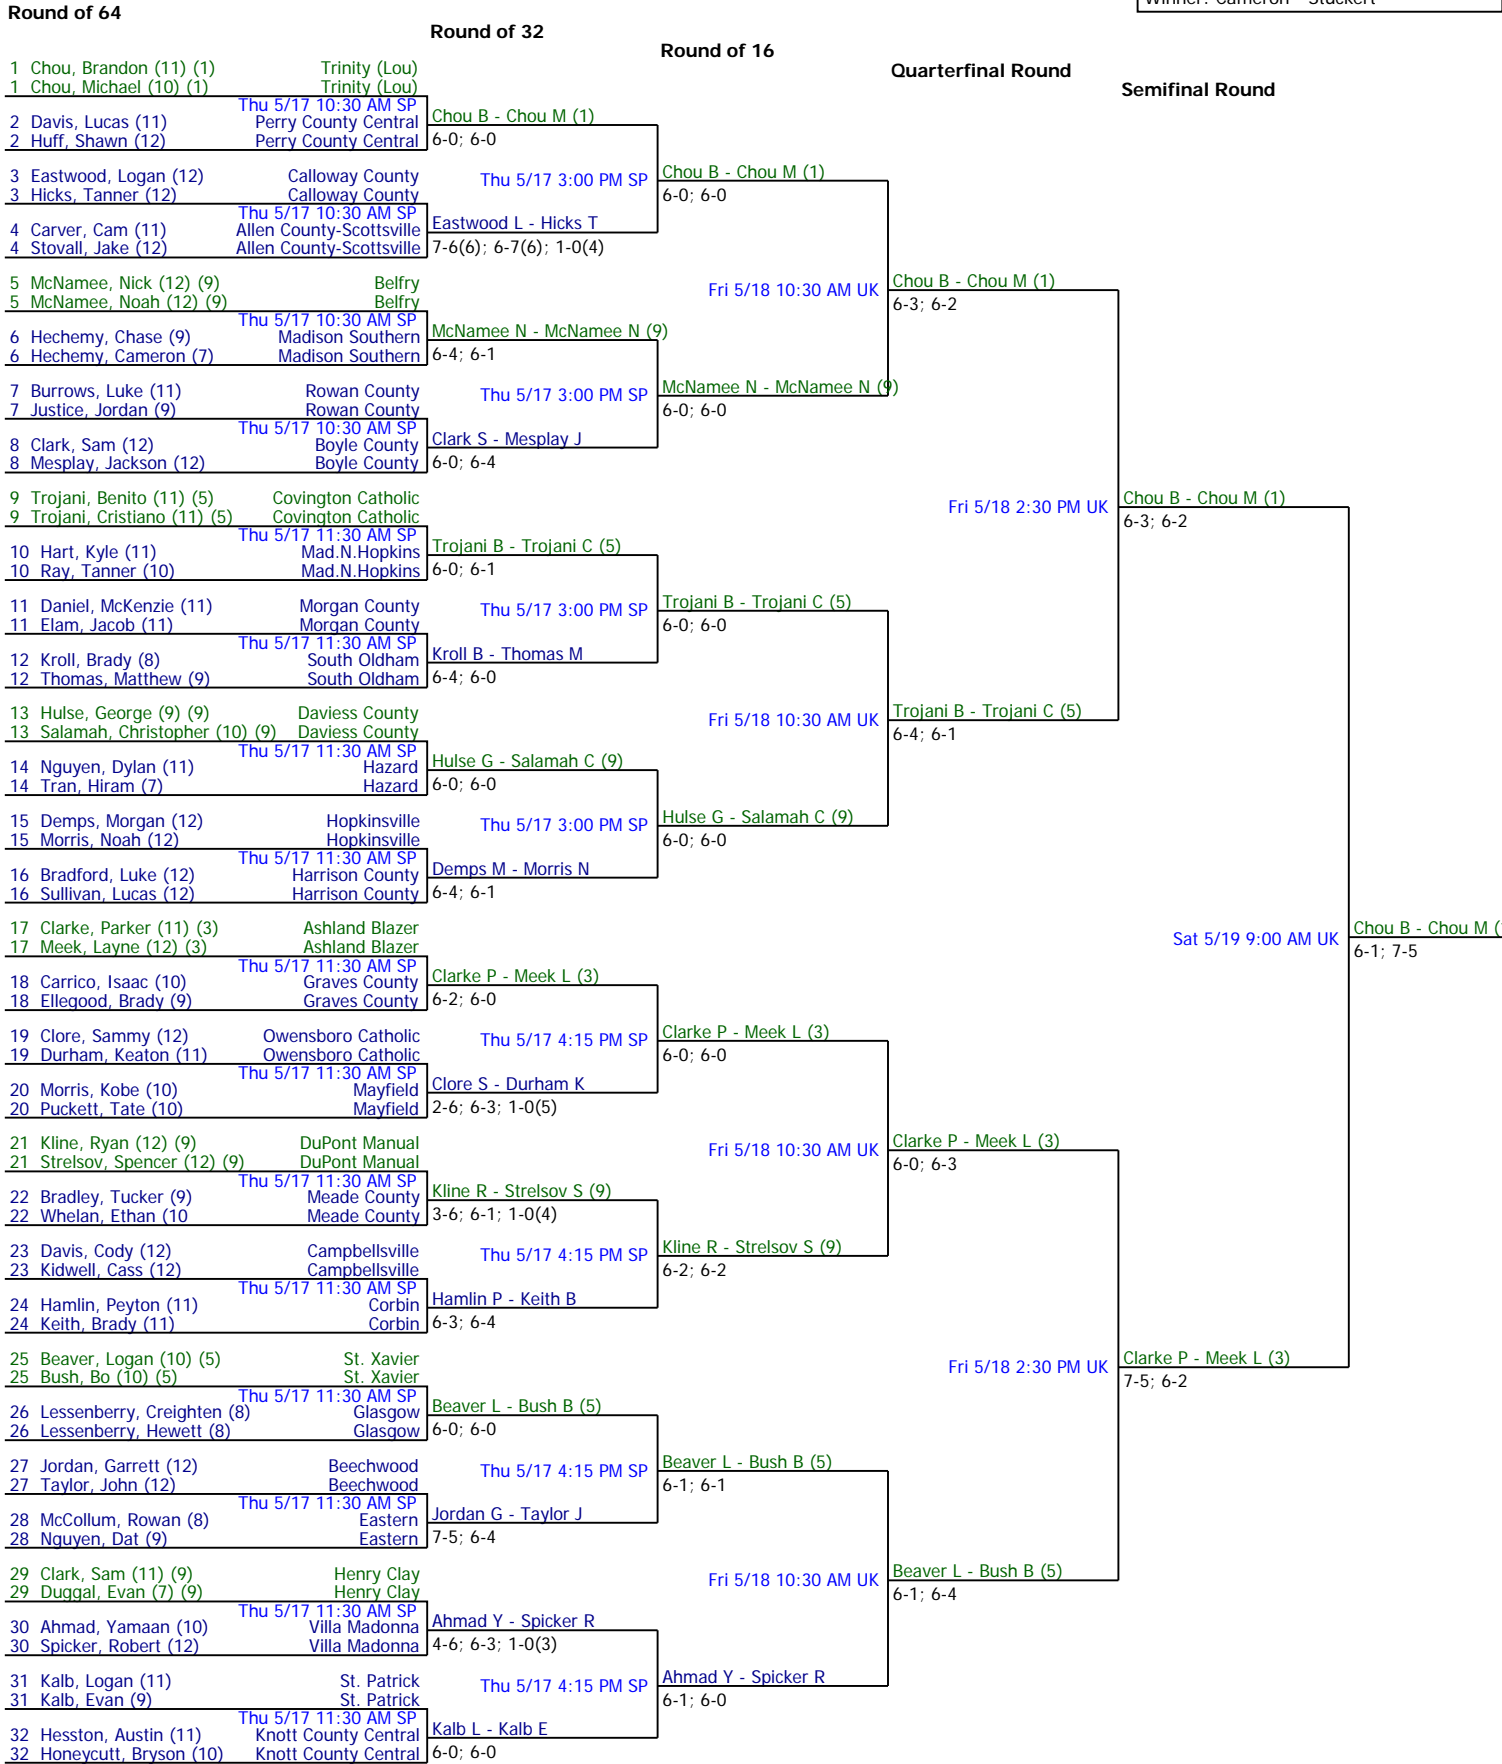 Winner: Cameron - Stuckert
Round of 64
Round of 32
Round of 16
Quarterfinal Round
Semifinal Round
1 Chou, Brandon (11) (1) Trinity (Lou)
1 Chou, Michael (10) (1) Trinity (Lou)
Thu 5/17 10:30 AM SP
2 Davis, Lucas (11) Perry County Central
2 Huff, Shawn (12) Perry County Central
3 Eastwood, Logan (12) Calloway County
3 Hicks, Tanner (12) Calloway County
Thu 5/17 10:30 AM SP
4 Carver, Cam (11) Allen County-Scottsville
4 Stovall, Jake (12) Allen County-Scottsville
5 McNamee, Nick (12) (9) Belfry
5 McNamee, Noah (12) (9) Belfry
Thu 5/17 10:30 AM SP
6 Hechemy, Chase (9) Madison Southern
6 Hechemy, Cameron (7) Madison Southern
7 Burrows, Luke (11) Rowan County
7 Justice, Jordan (9) Rowan County
Thu 5/17 10:30 AM SP
8 Clark, Sam (12) Boyle County
8 Mesplay, Jackson (12) Boyle County
9 Trojani, Benito (11) (5) Covington Catholic
9 Trojani, Cristiano (11) (5) Covington Catholic
Thu 5/17 11:30 AM SP
10 Hart, Kyle (11) Mad.N.Hopkins
10 Ray, Tanner (10) Mad.N.Hopkins
11 Daniel, McKenzie (11) Morgan County
11 Elam, Jacob (11) Morgan County
Thu 5/17 11:30 AM SP
12 Kroll, Brady (8) South Oldham
12 Thomas, Matthew (9) South Oldham
13 Hulse, George (9) (9) Daviess County
13 Salamah, Christopher (10) (9) Daviess County
Thu 5/17 11:30 AM SP
14 Nguyen, Dylan (11) Hazard
14 Tran, Hiram (7) Hazard
15 Demps, Morgan (12) Hopkinsville
15 Morris, Noah (12) Hopkinsville
Thu 5/17 11:30 AM SP
16 Bradford, Luke (12) Harrison County
16 Sullivan, Lucas (12) Harrison County
17 Clarke, Parker (11) (3) Ashland Blazer
17 Meek, Layne (12) (3) Ashland Blazer
Thu 5/17 11:30 AM SP
18 Carrico, Isaac (10) Graves County
18 Ellegood, Brady (9) Graves County
19 Clore, Sammy (12) Owensboro Catholic
19 Durham, Keaton (11) Owensboro Catholic
Thu 5/17 11:30 AM SP
20 Morris, Kobe (10) Mayfield
20 Puckett, Tate (10) Mayfield
21 Kline, Ryan (12) (9) DuPont Manual
21 Strelsov, Spencer (12) (9) DuPont Manual
Thu 5/17 11:30 AM SP
22 Bradley, Tucker (9) Meade County
22 Whelan, Ethan (10 Meade County
23 Davis, Cody (12) Campbellsville
23 Kidwell, Cass (12) Campbellsville
Thu 5/17 11:30 AM SP
24 Hamlin, Peyton (11) Corbin
24 Keith, Brady (11) Corbin
25 Beaver, Logan (10) (5) St. Xavier
25 Bush, Bo (10) (5) St. Xavier
Thu 5/17 11:30 AM SP
26 Lessenberry, Creighten (8) Glasgow
26 Lessenberry, Hewett (8) Glasgow
27 Jordan, Garrett (12) Beechwood
27 Taylor, John (12) Beechwood
Thu 5/17 11:30 AM SP
28 McCollum, Rowan (8) Eastern
28 Nguyen, Dat (9) Eastern
29 Clark, Sam (11) (9) Henry Clay
29 Duggal, Evan (7) (9) Henry Clay
Thu 5/17 11:30 AM SP
30 Ahmad, Yamaan (10) Villa Madonna
30 Spicker, Robert (12) Villa Madonna
31 Kalb, Logan (11) St. Patrick
31 Kalb, Evan (9) St. Patrick
Thu 5/17 11:30 AM SP
32 Hesston, Austin (11) Knott County Central
32 Honeycutt, Bryson (10) Knott County Central
Chou B - Chou M (1)
6-0; 6-0
Thu 5/17 3:00 PM SP
Eastwood L - Hicks T
7-6(6); 6-7(6); 1-0(4)
McNamee N - McNamee N (9)
6-4; 6-1
Thu 5/17 3:00 PM SP
Clark S - Mesplay J
6-0; 6-4
Trojani B - Trojani C (5)
6-0; 6-1
Thu 5/17 3:00 PM SP
Kroll B - Thomas M
6-4; 6-0
Hulse G - Salamah C (9)
6-0; 6-0
Thu 5/17 3:00 PM SP
Demps M - Morris N
6-4; 6-1
Clarke P - Meek L (3)
6-2; 6-0
Thu 5/17 4:15 PM SP
Clore S - Durham K
2-6; 6-3; 1-0(5)
Kline R - Strelsov S (9)
3-6; 6-1; 1-0(4)
Thu 5/17 4:15 PM SP
Hamlin P - Keith B
6-3; 6-4
Beaver L - Bush B (5)
6-0; 6-0
Thu 5/17 4:15 PM SP
Jordan G - Taylor J
7-5; 6-4
Ahmad Y - Spicker R
4-6; 6-3; 1-0(3)
Thu 5/17 4:15 PM SP
Kalb L - Kalb E
6-0; 6-0
Chou B - Chou M (1)
6-0; 6-0
Fri 5/18 10:30 AM UK
McNamee N - McNamee N (9)
6-0; 6-0
Trojani B - Trojani C (5)
6-0; 6-0
Fri 5/18 10:30 AM UK
Hulse G - Salamah C (9)
6-0; 6-0
Clarke P - Meek L (3)
6-0; 6-0
Fri 5/18 10:30 AM UK
Kline R - Strelsov S (9)
6-2; 6-2
Beaver L - Bush B (5)
6-1; 6-1
Fri 5/18 10:30 AM UK
Ahmad Y - Spicker R
6-1; 6-0
Chou B - Chou M (1)
6-3; 6-2
Fri 5/18 2:30 PM UK
Trojani B - Trojani C (5)
6-4; 6-1
Clarke P - Meek L (3)
6-0; 6-3
Fri 5/18 2:30 PM UK
Beaver L - Bush B (5)
6-1; 6-4
Chou B - Chou M (1)
6-3; 6-2
Sat 5/19 9:00 AM UK
Clarke P - Meek L (3)
7-5; 6-2
Chou B - Chou M (
6-1; 7-5